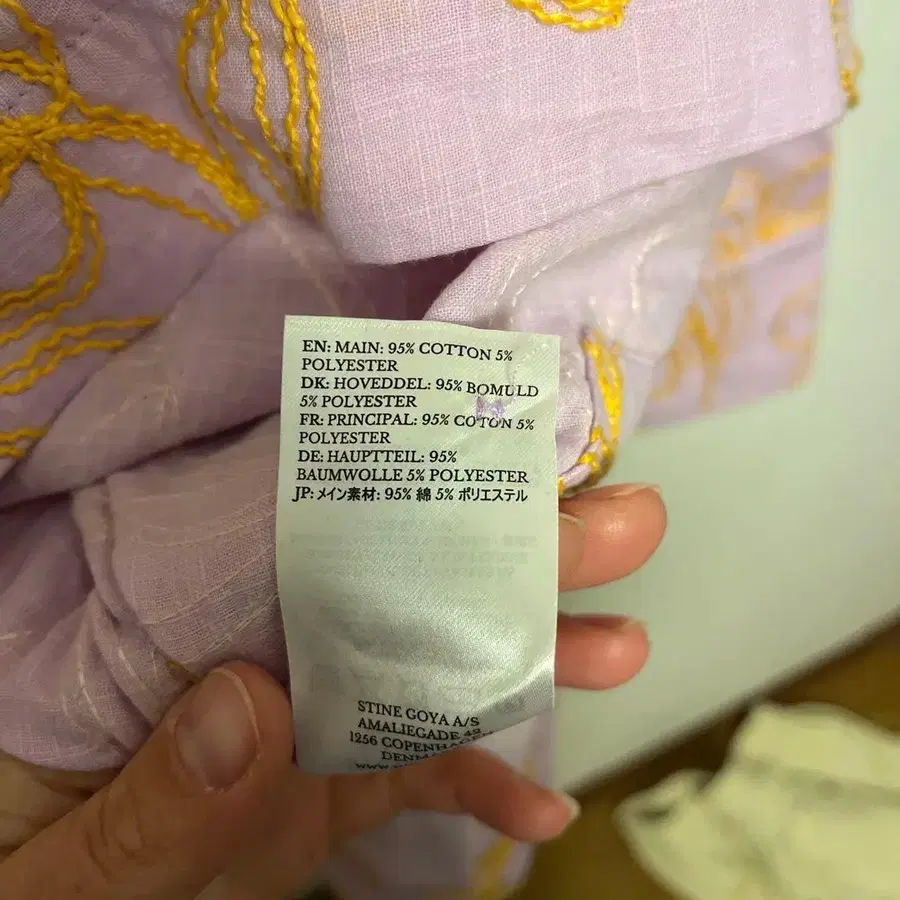 EN: MAIN: 95% COTTON 5%
POLYESTER
DK: HOVEDDEL: 95% BOMULD
5% POLYESTER
FR: PRINCIPAL: 95% COTON 5%
POLYESTER
DE: HAUPTTEIL: 95%
BAUMWOLLE 5% POLYESTER
JP: メイン素材: 95% 綿 5% ポリエステル
STINE GOYA A/S
AMALIEGADE
1256 COPENHAGEN